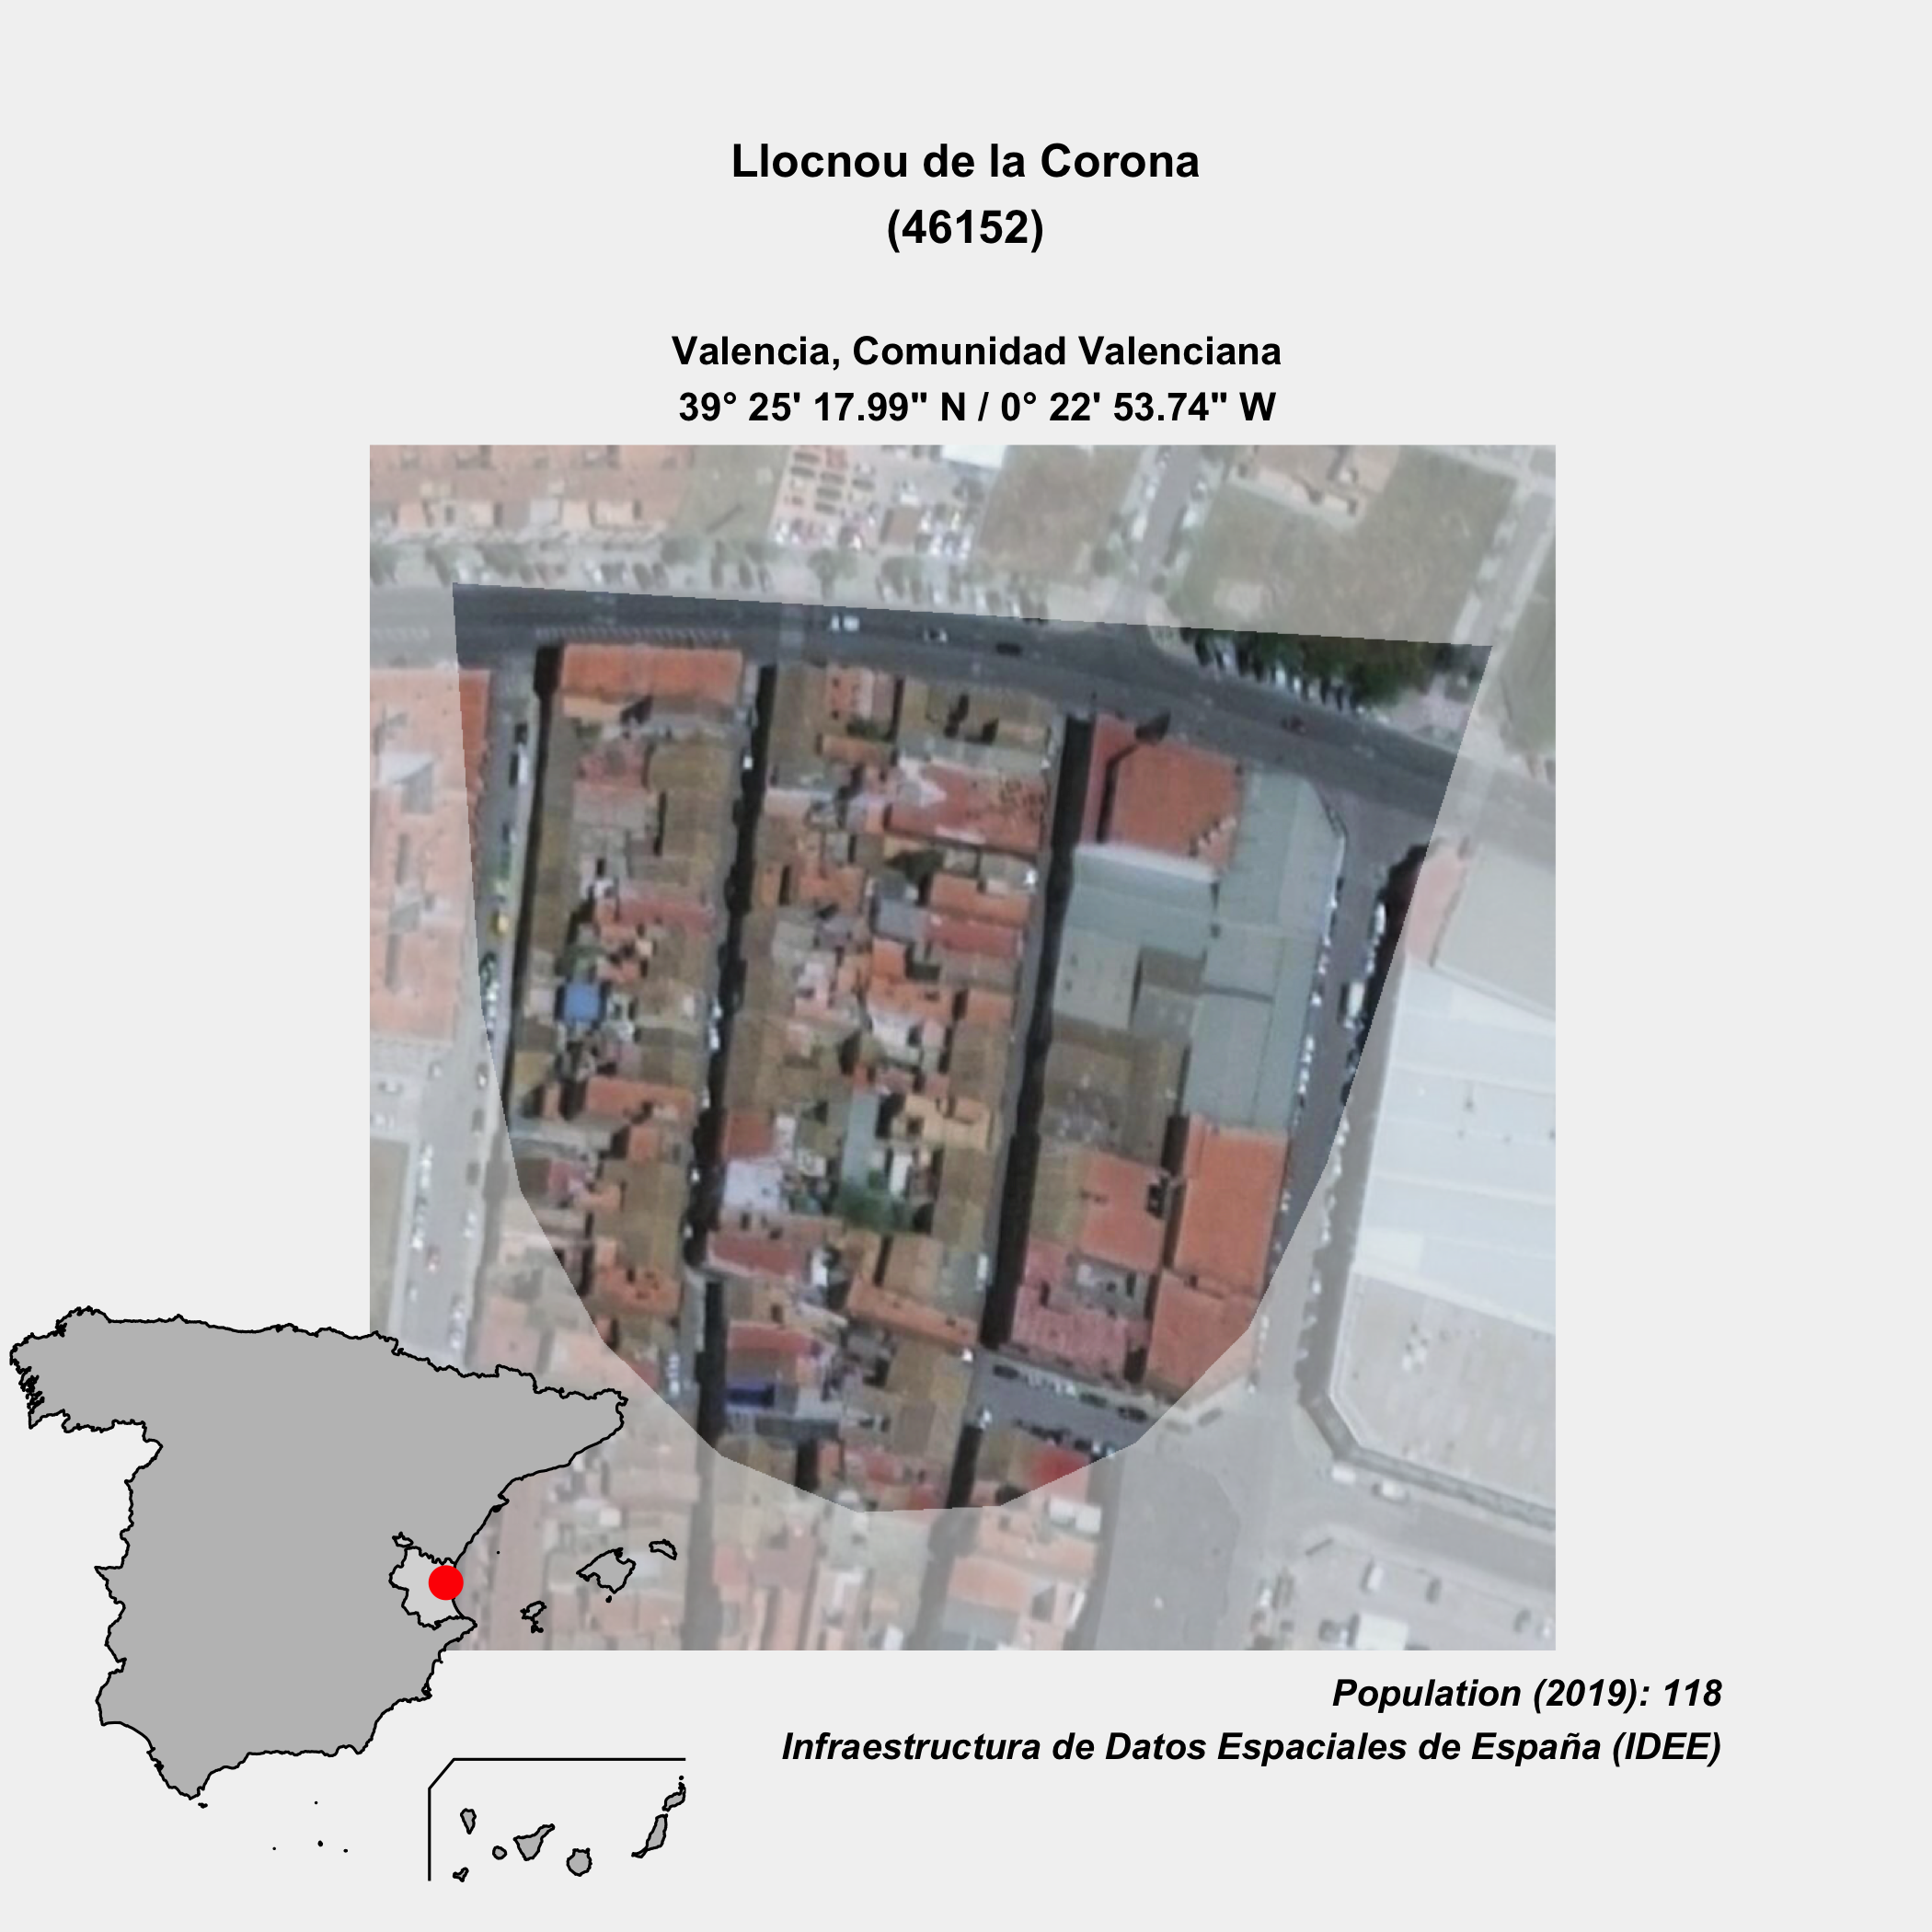 Llocnou de la Corona
(46152)
Valencia, Comunidad Valenciana
39° 25' 17.99" N / 0° 22' 53.74" W
Population (2019): 118
Infraestructura de Datos Espaciales de España (IDEE)